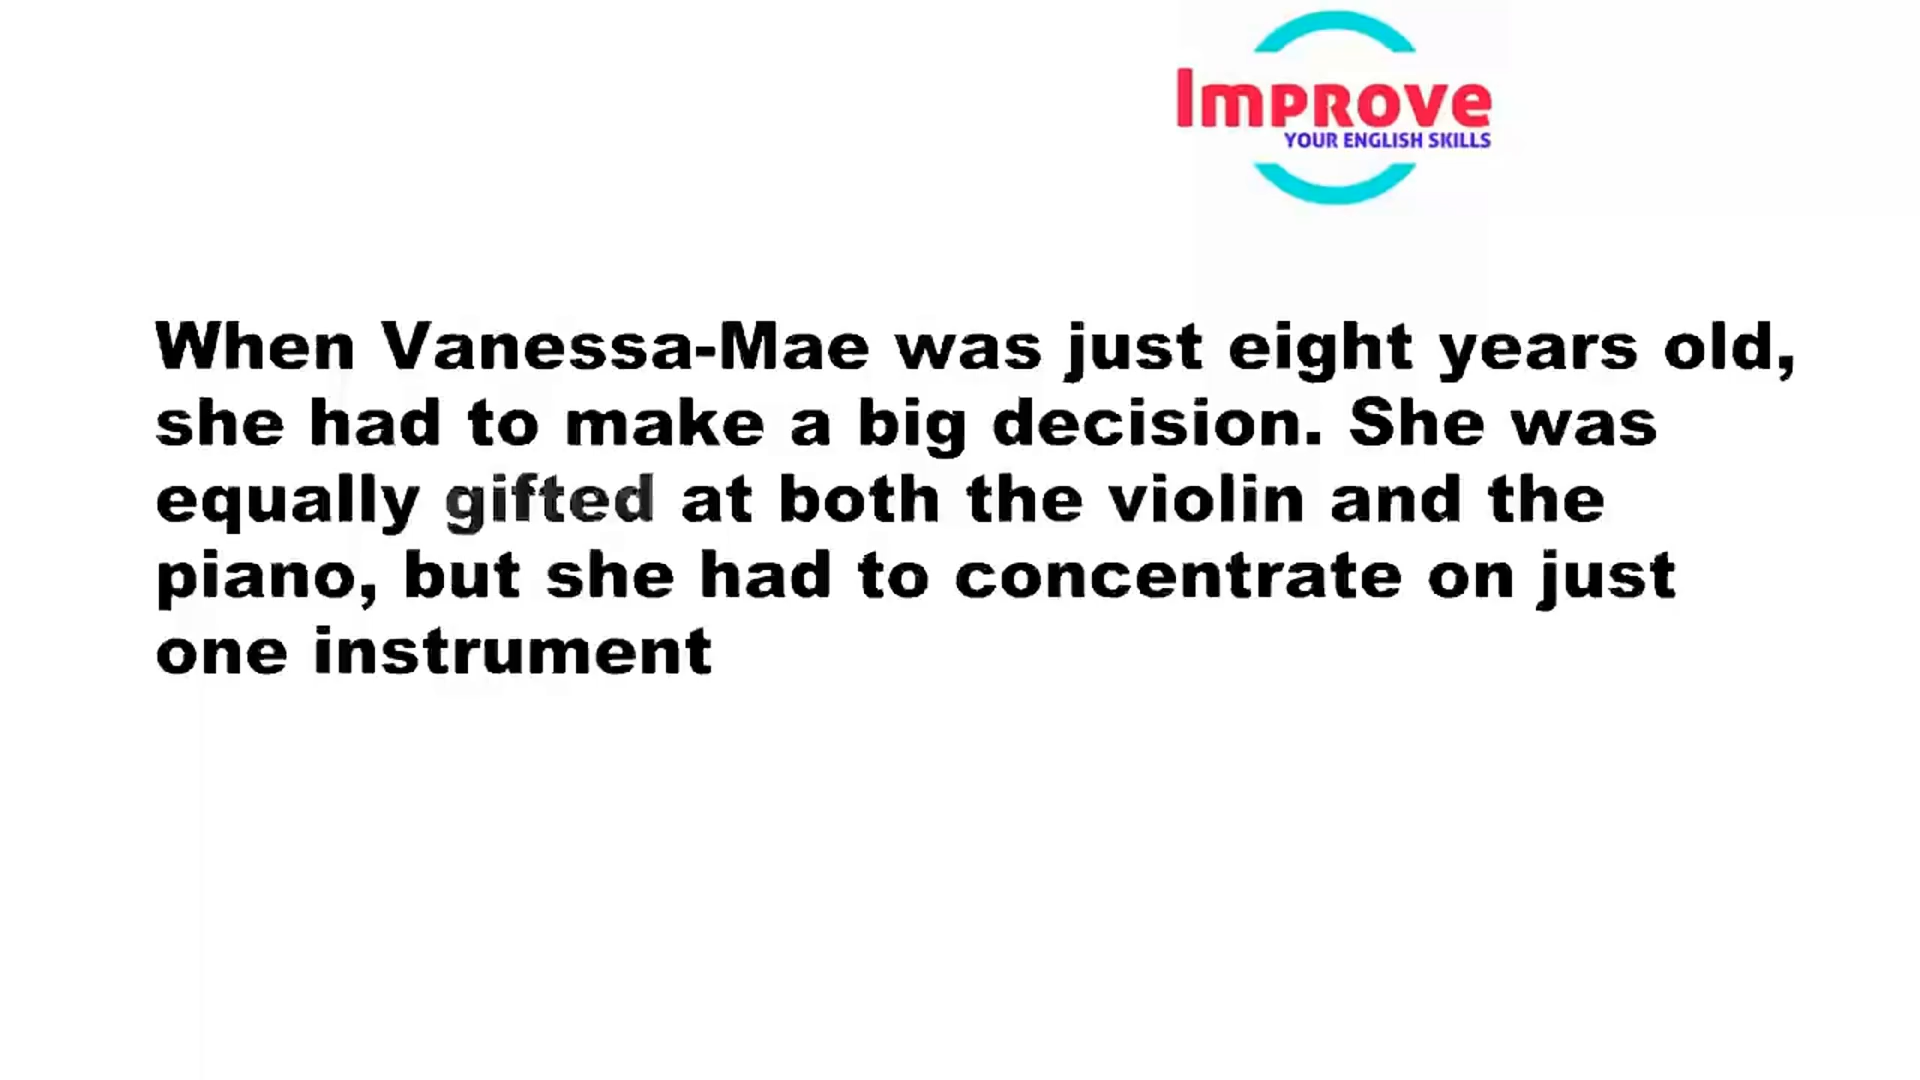 Improve
YOUR ENGLISH SKILLS
When Vanessa-Mae was just eight years old,
she had to make a big decision. She was
equally gifted at both the violin and the
piano, but she had to concentrate on just
one instrument